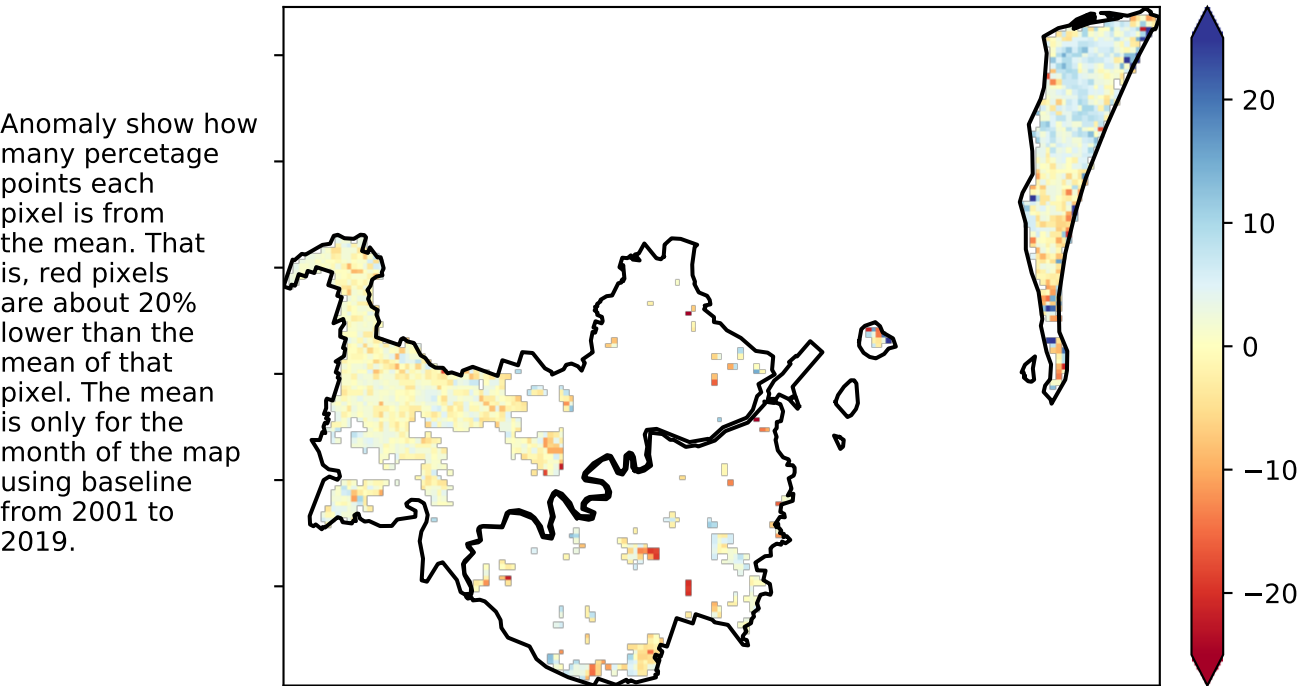 Anomaly show how
many percetage
points each
pixel is from
the mean. That
is, red pixels
are about 20%
lower than the
mean of that
pixel. The mean
is only for the
month of the map
using baseline
from 2001 to
2019.
20
10
0
−10
−20